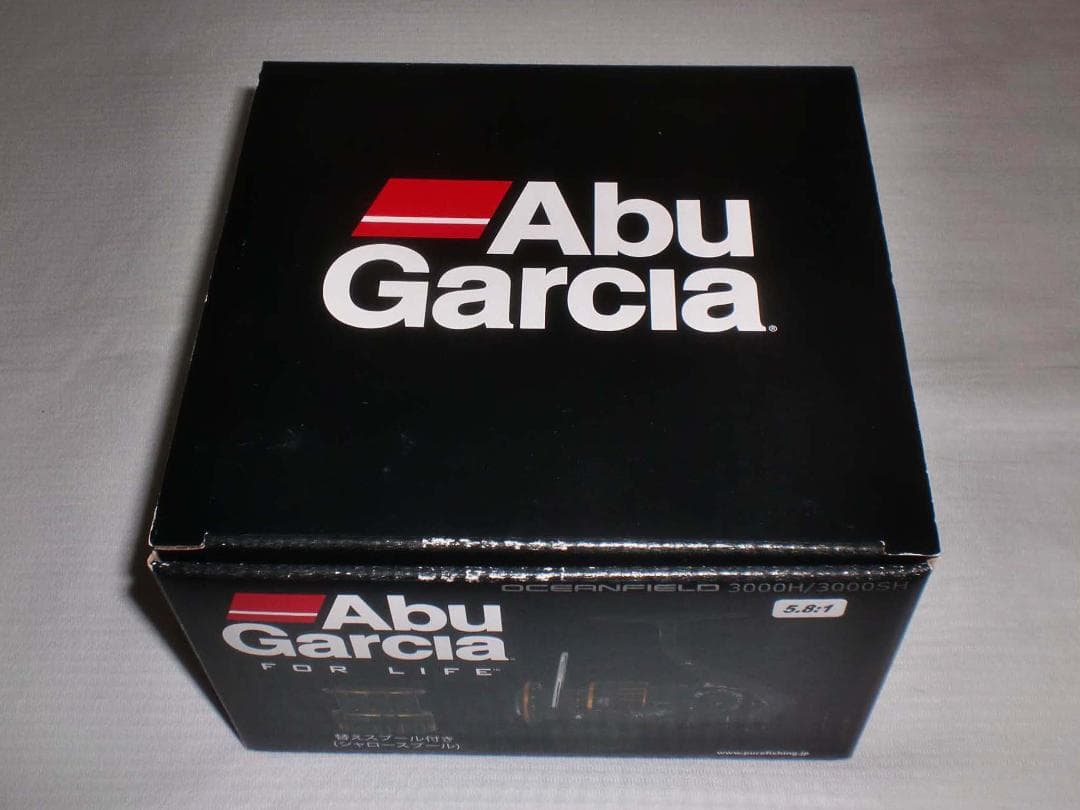 Abu
Garcia®
OCEANFIELD 3000H/3000SH
5.8:1
Abu
Garcia
FOR LIFE™
替えスプール付き
(シャロースプール)
www.purefishing.jp